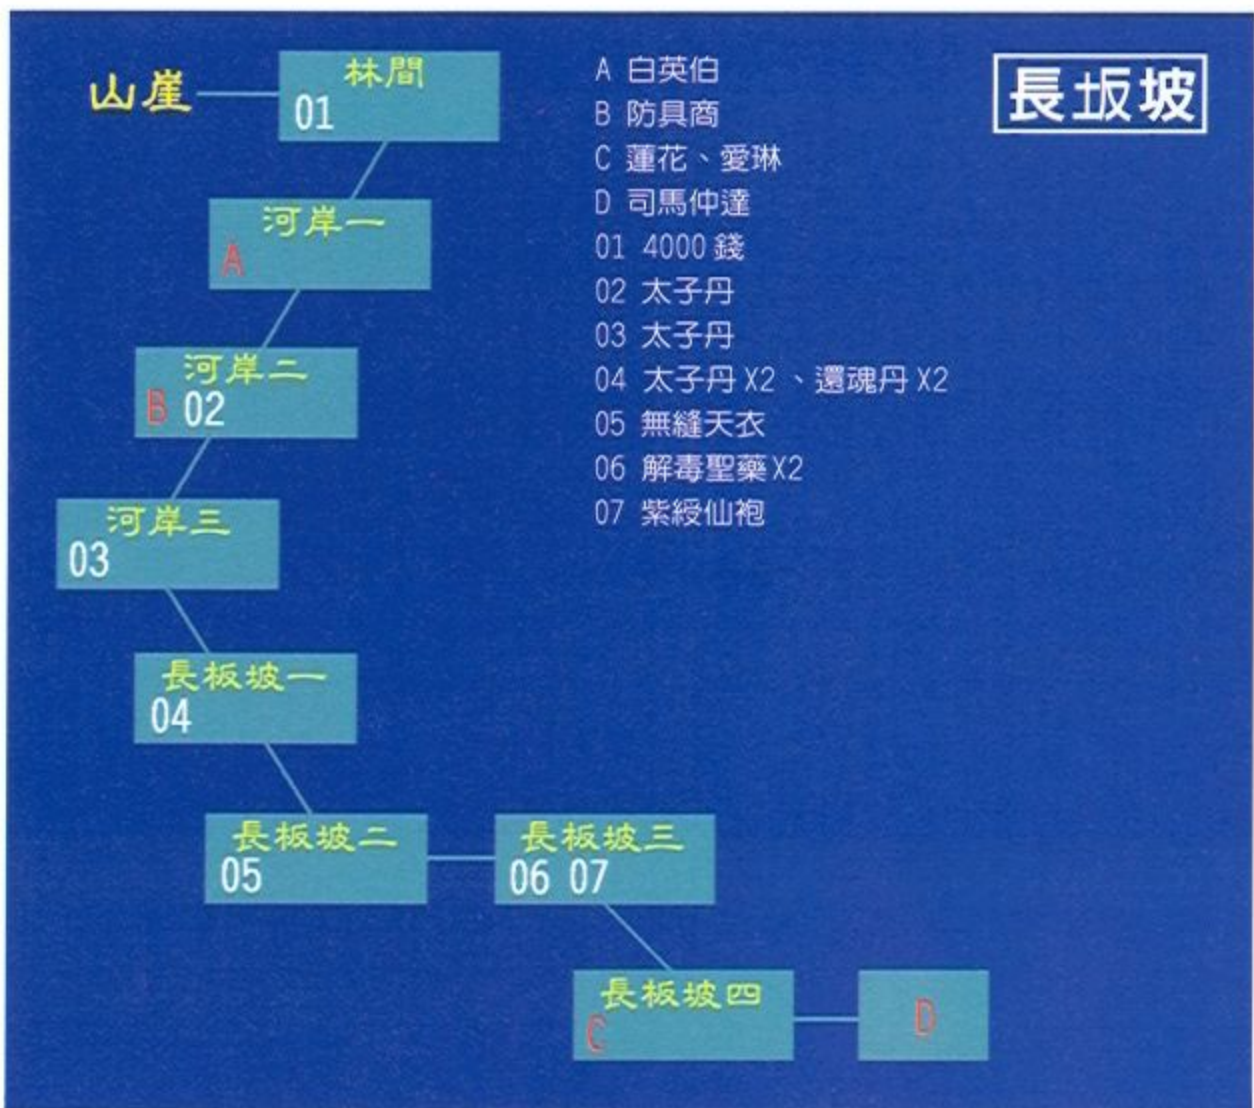 長坂坡
山崖
林間
01
河岸一
A
河岸二
B 02
河岸三
03
長板坡一
04
長板坡二
05
長板坡三
06 07
長板坡四
C
D
A 白英伯
B 防具商
C 蓮花、愛琳
D 司馬仲達
01 4000 錢
02 太子丹
03 太子丹
04 太子丹 X2 、還魂丹 X2
05 無縫天衣
06 解毒聖藥 X2
07 紫綬仙袍